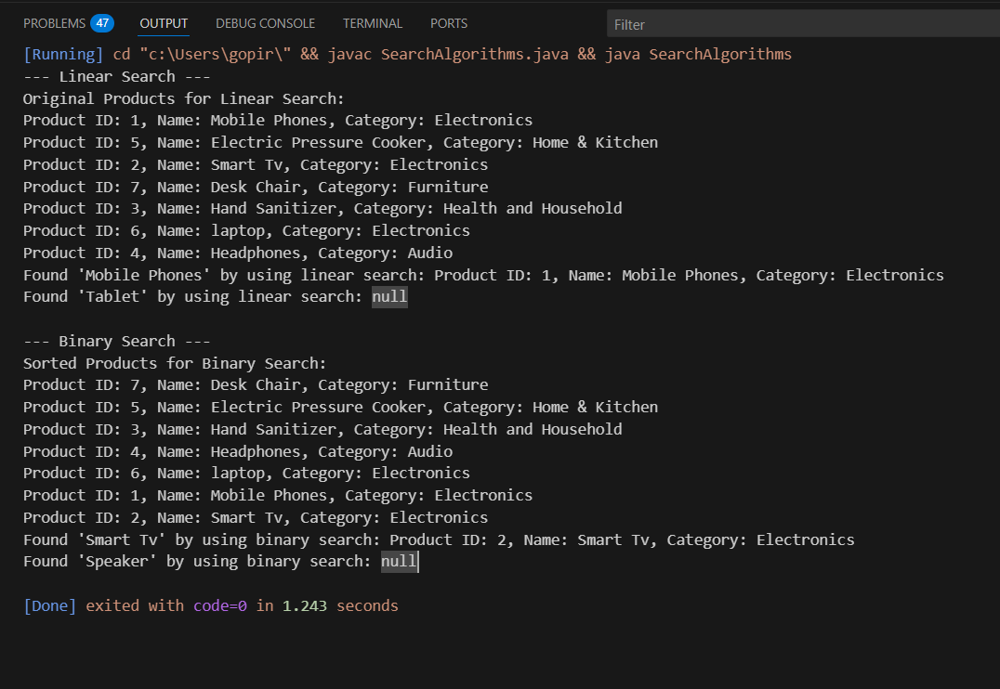 PROBLEMS 47 OUTPUT DEBUG CONSOLE TERMINAL PORTS Filter
[Running] cd "c:\Users\gopir\" && javac SearchAlgorithms.java && java SearchAlgorithms
--- Linear Search ---
Original Products for Linear Search:
Product ID: 1, Name: Mobile Phones, Category: Electronics
Product ID: 5, Name: Electric Pressure Cooker, Category: Home & Kitchen
Product ID: 2, Name: Smart Tv, Category: Electronics
Product ID: 7, Name: Desk Chair, Category: Furniture
Product ID: 3, Name: Hand Sanitizer, Category: Health and Household
Product ID: 6, Name: laptop, Category: Electronics
Product ID: 4, Name: Headphones, Category: Audio
Found 'Mobile Phones' by using linear search: Product ID: 1, Name: Mobile Phones, Category: Electronics
Found 'Tablet' by using linear search: null
--- Binary Search ---
Sorted Products for Binary Search:
Product ID: 7, Name: Desk Chair, Category: Furniture
Product ID: 5, Name: Electric Pressure Cooker, Category: Home & Kitchen
Product ID: 3, Name: Hand Sanitizer, Category: Health and Household
Product ID: 4, Name: Headphones, Category: Audio
Product ID: 6, Name: laptop, Category: Electronics
Product ID: 1, Name: Mobile Phones, Category: Electronics
Product ID: 2, Name: Smart Tv, Category: Electronics
Found 'Smart Tv' by using binary search: Product ID: 2, Name: Smart Tv, Category: Electronics
Found 'Speaker' by using binary search: null
[Done] exited with code=0 in 1.243 seconds